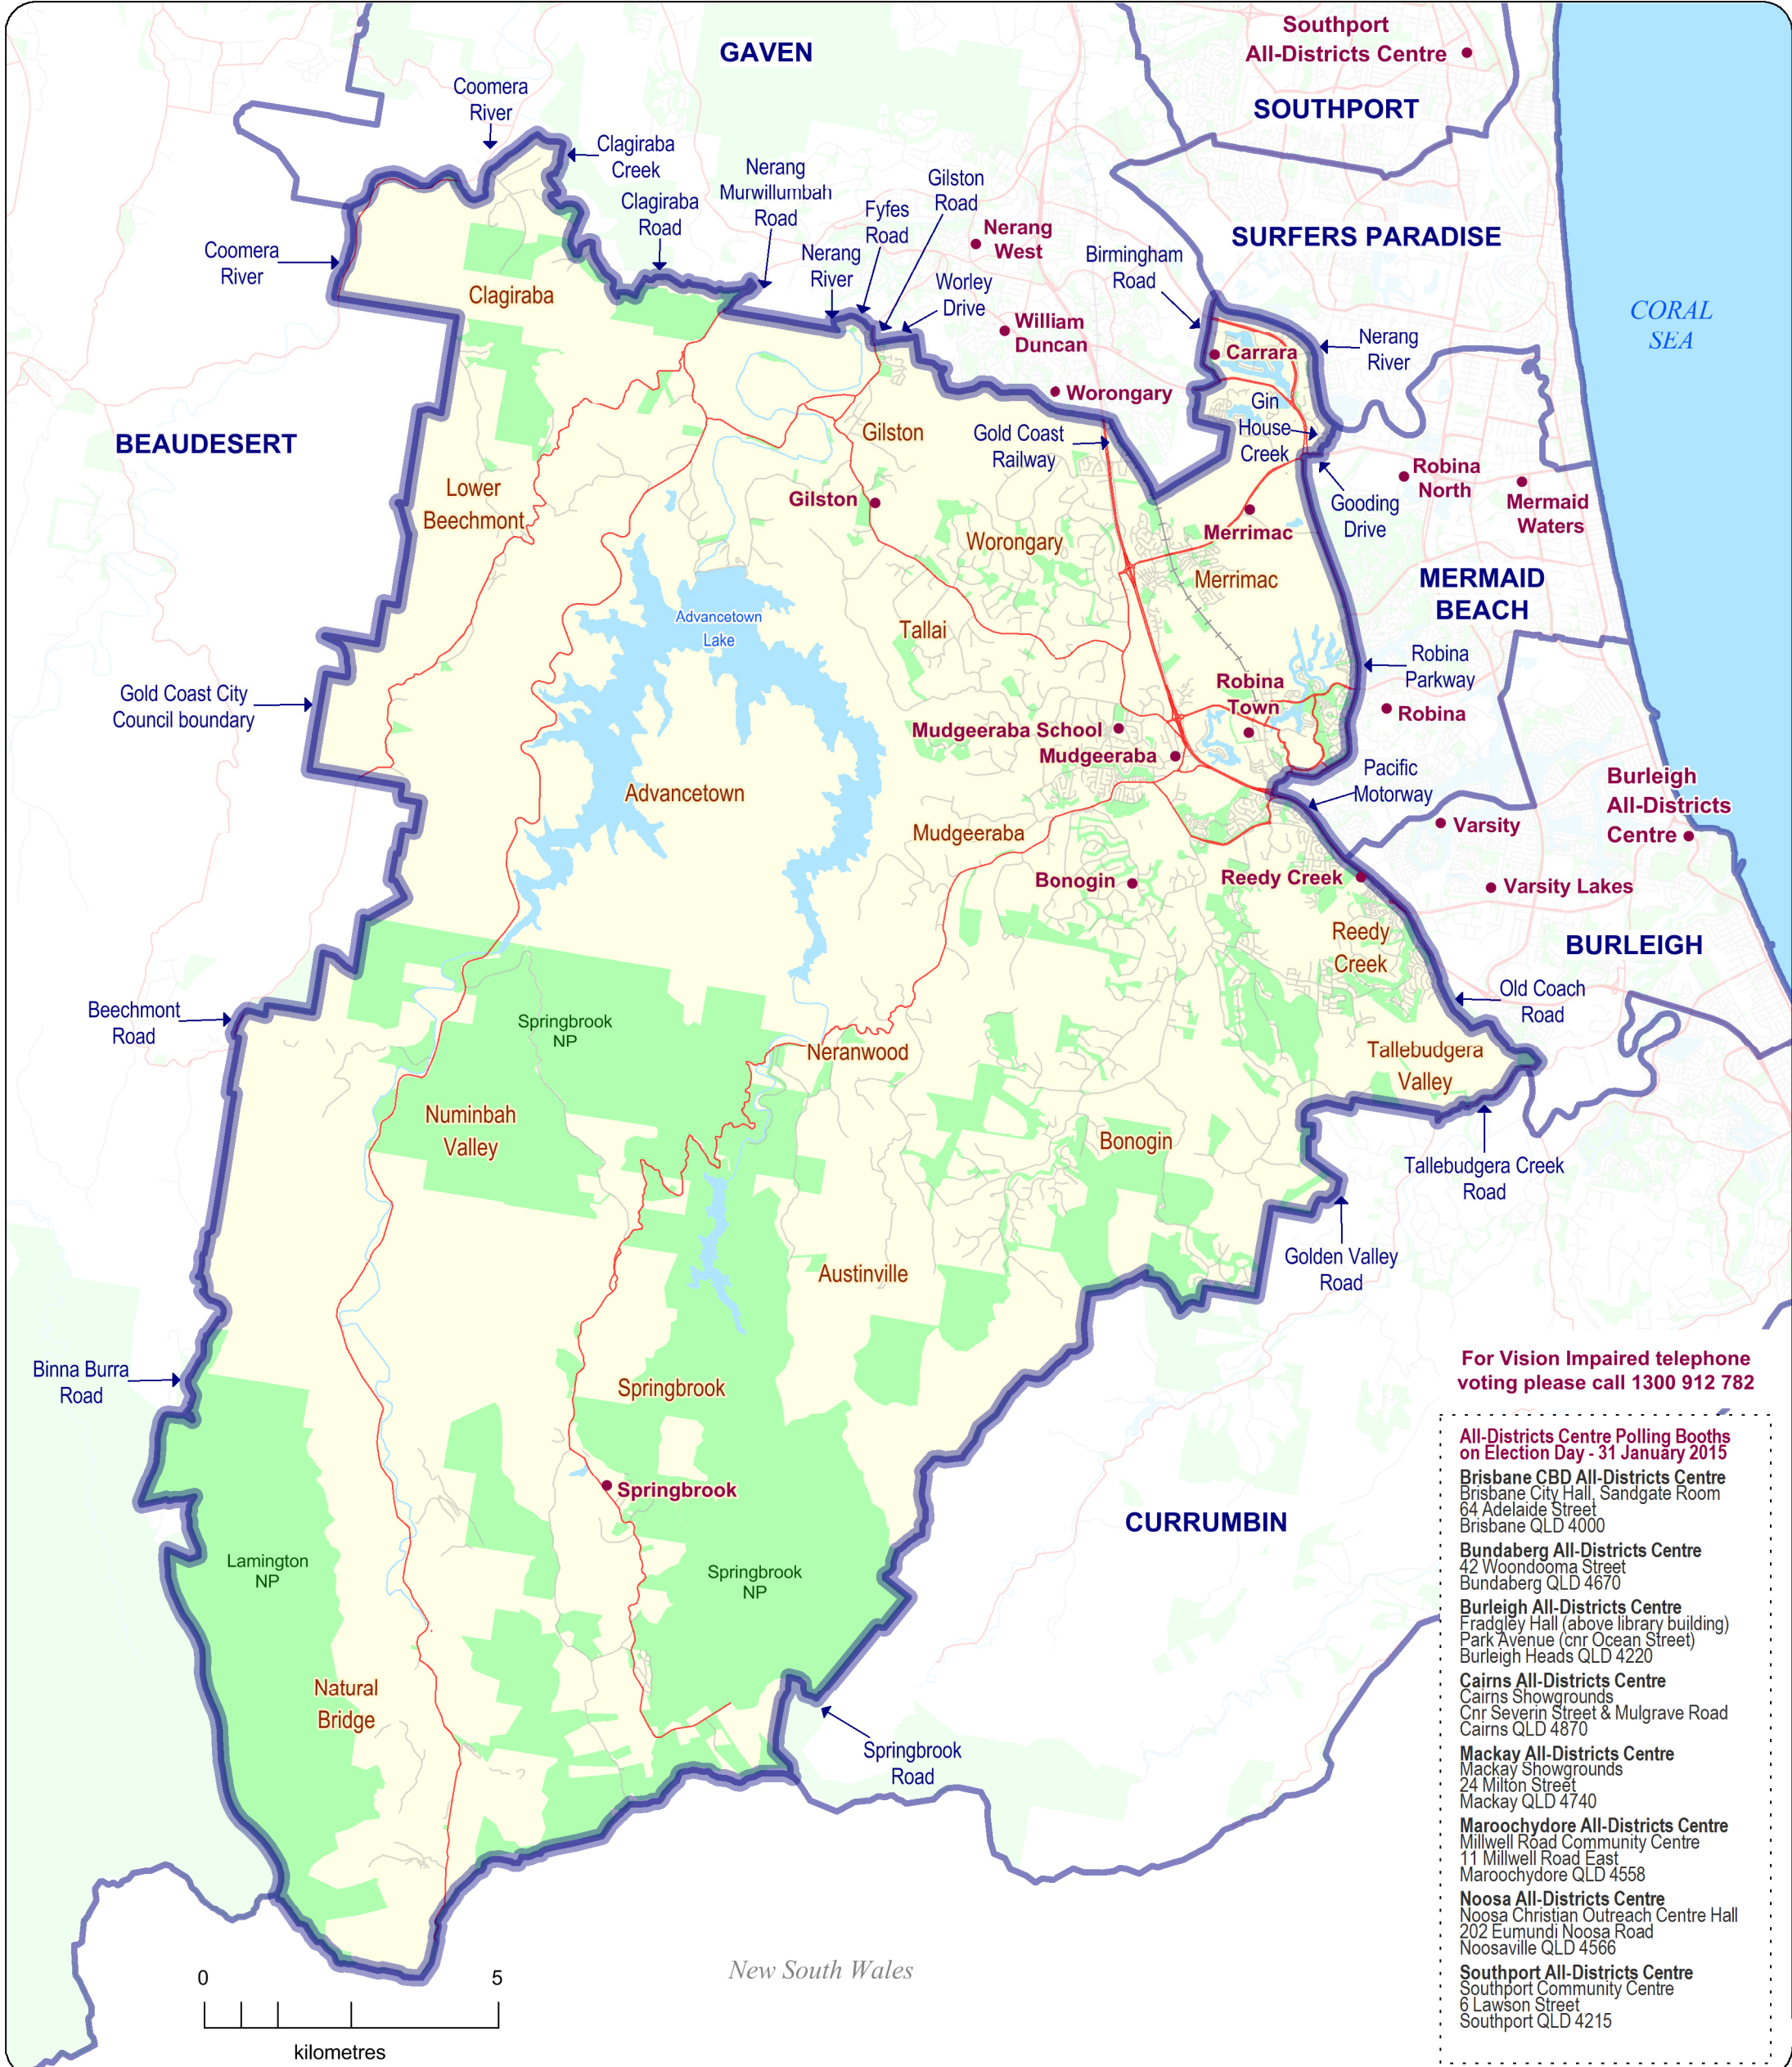 Southport
All-Districts Centre
GAVEN
SOUTHPORT
Coomera
River
Clagiraba
Creek
Nerang
Murwillumbah
Road
Gilston
Road
Clagiraba
Road
Fyfes
Road
Nerang
West
SURFERS PARADISE
Coomera
River
Nerang
River
Birmingham
Road
Worley
Drive
Clagiraba
CORAL
SEA
William
Duncan
Nerang
River
Carrara
Worongary
Gin
House
Creek
BEAUDESERT
Gilston
Gold Coast
Railway
Robina
North
Lower
Beechmont
Gilston
Mermaid
Waters
Gooding
Drive
Merrimac
Worongary
Merrimac
MERMAID
BEACH
Advancetown
Lake
Tallai
Robina
Parkway
Gold Coast City
Council boundary
Robina
Town
Robina
Mudgeeraba School
Mudgeeraba
Pacific
Motorway
Burleigh
All-Districts
Centre
Advancetown
Mudgeeraba
Varsity
Bonogin
Reedy Creek
Varsity Lakes
Reedy
Creek
BURLEIGH
Beechmont
Road
Old Coach
Road
Springbrook
NP
Neranwood
Tallebudgera
Valley
Numinbah
Valley
Bonogin
Tallebudgera Creek
Road
Austinville
Golden Valley
Road
Binna Burra
Road
Springbrook
Springbrook
CURRUMBIN
Lamington
NP
Springbrook
NP
Natural
Bridge
Springbrook
Road
New South Wales
0 5
kilometres
For Vision Impaired telephone
voting please call 1300 912 782
All-Districts Centre Polling Booths
on Election Day - 31 January 2015
Brisbane CBD All-Districts Centre
Brisbane City Hall, Sandgate Room
64 Adelaide Street
Brisbane QLD 4000
Bundaberg All-Districts Centre
42 Woondooma Street
Bundaberg QLD 4670
Burleigh All-Districts Centre
Fradgley Hall (above library building)
Park Avenue (cnr Ocean Street)
Burleigh Heads QLD 4220
Cairns All-Districts Centre
Cairns Showgrounds
Cnr Severin Street & Mulgrave Road
Cairns QLD 4870
Mackay All-Districts Centre
Mackay Showgrounds
24 Milton Street
Mackay QLD 4740
Maroochydore All-Districts Centre
Millwell Road Community Centre
11 Millwell Road East
Maroochydore QLD 4558
Noosa All-Districts Centre
Noosa Christian Outreach Centre Hall
202 Eumundi Noosa Road
Noosaville QLD 4566
Southport All-Districts Centre
Southport Community Centre
6 Lawson Street
Southport QLD 4215